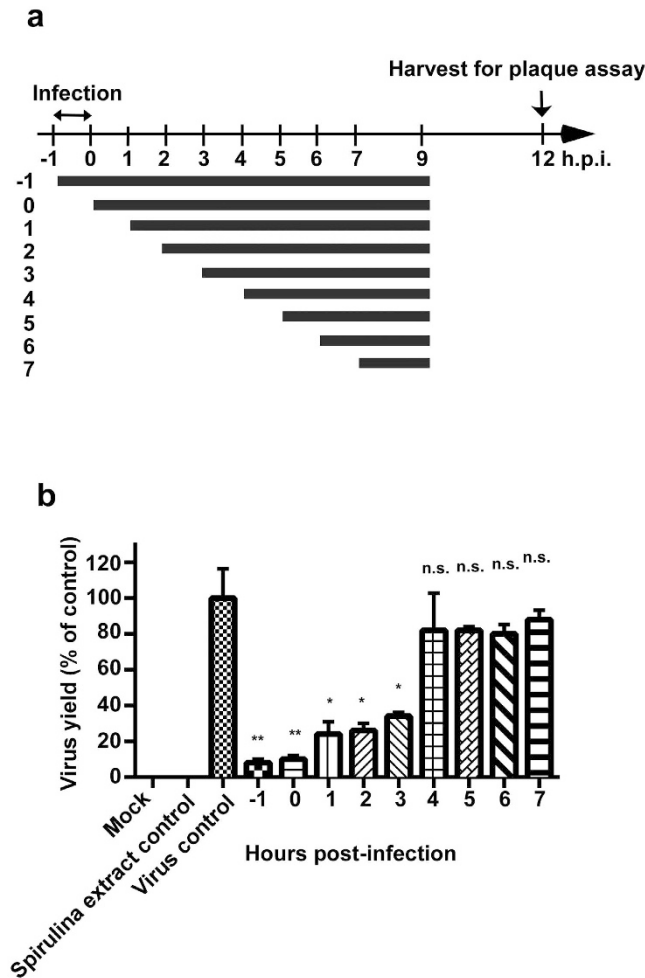 a
Harvest for plaque assay
Infection
-1 0 1 2 3 4 5 6 7 9 12 h.p.i.
-1
0
1
2
3
4
5
6
7
b
Virus yield (% of control)
120
100
80
60
40
20
0
** ** * * * n.s. n.s. n.s. n.s.
Mock
Spirulina extract control
Virus control
-1 0 1 2 3 4 5 6 7
Hours post-infection